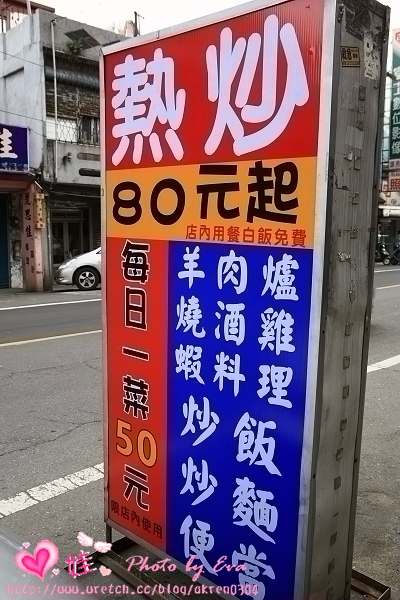 熱炒
80元起
店內用餐白飯免費
每日一菜50元
限店內使用
爐雞理飯麵堂
肉酒料炒便
羊燒蝦炒
娃 Photo by Eva
http://www.wretch.cc/blog/akren0304